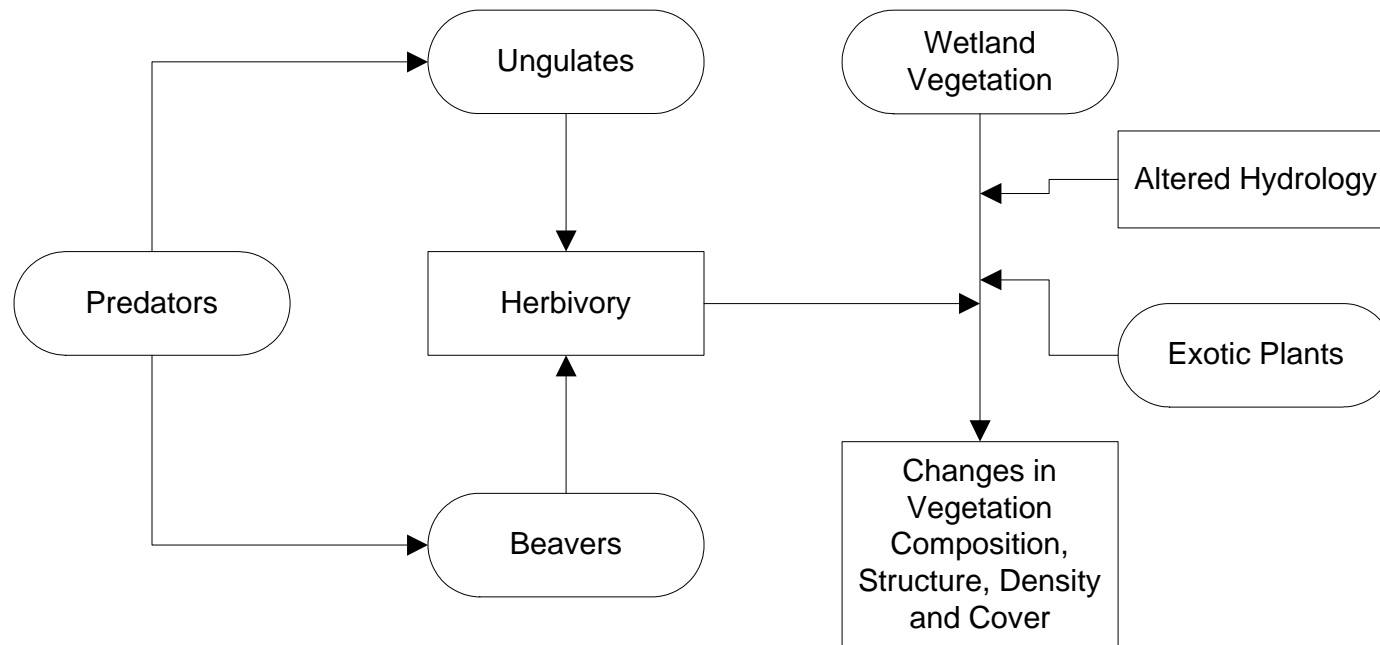 Ungulates
Wetland
Vegetation
Altered Hydrology
Predators
Herbivory
Exotic Plants
Beavers
Changes in
Vegetation
Composition,
Structure, Density
and Cover